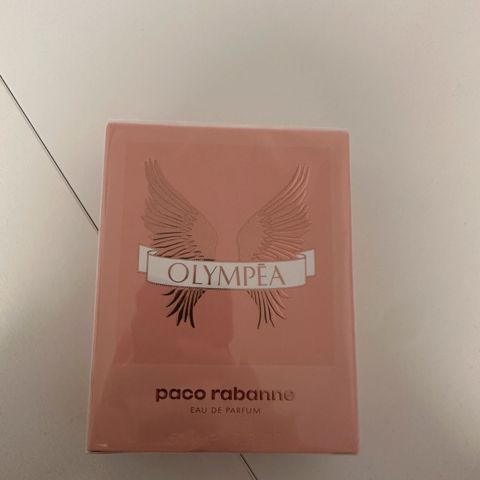 OLYMPĒA
paco rabanne
EAU DE PARFUM